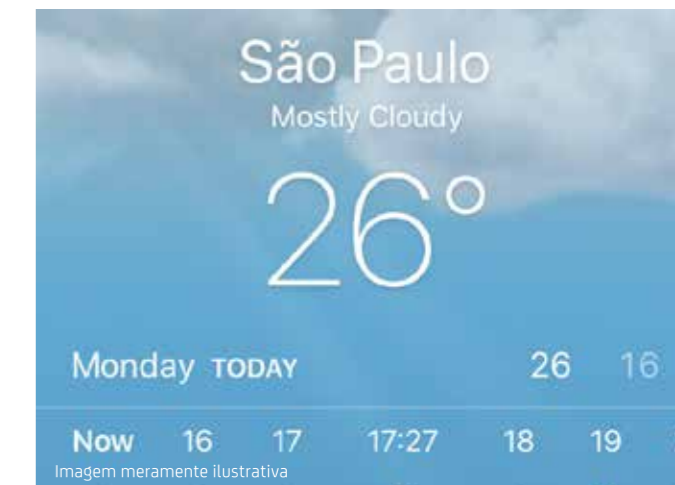 São Paulo
Mostly Cloudy
26°
Monday TODAY 26 16
Now 16 17 17:27 18 19
Imagem meramente ilustrativa